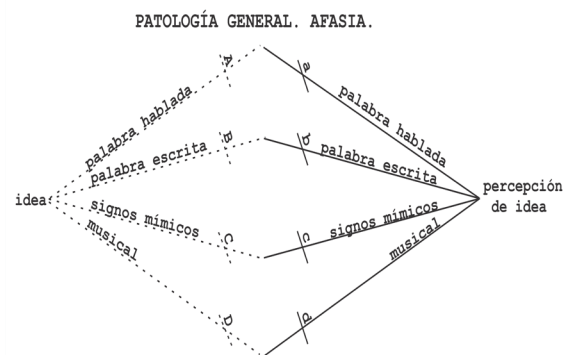 PATOLOGÍA GENERAL. AFASIA.
A
a
palabra hablada
palabra hablada
B
b
palabra escrita
palabra escrita
idea
percepción
de idea
signos mímicos
signos mímicos
C
c
musical
musical
D
d